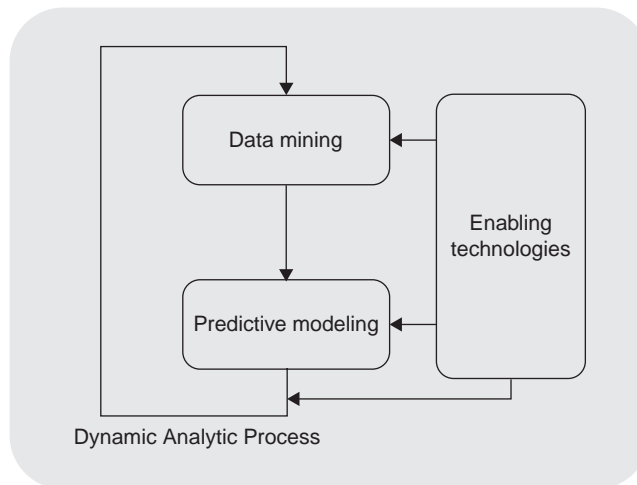 Data mining
Enabling
technologies
Predictive modeling
Dynamic Analytic Process